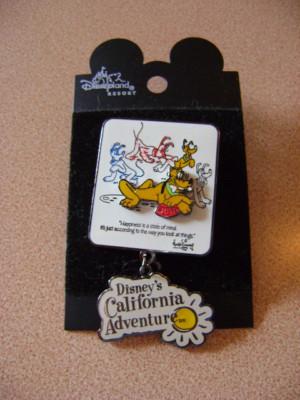 Disneyland
RESORT
"Happiness is a state of mind.
It's just according to the way you look at things."
Disney's
California
Adventure